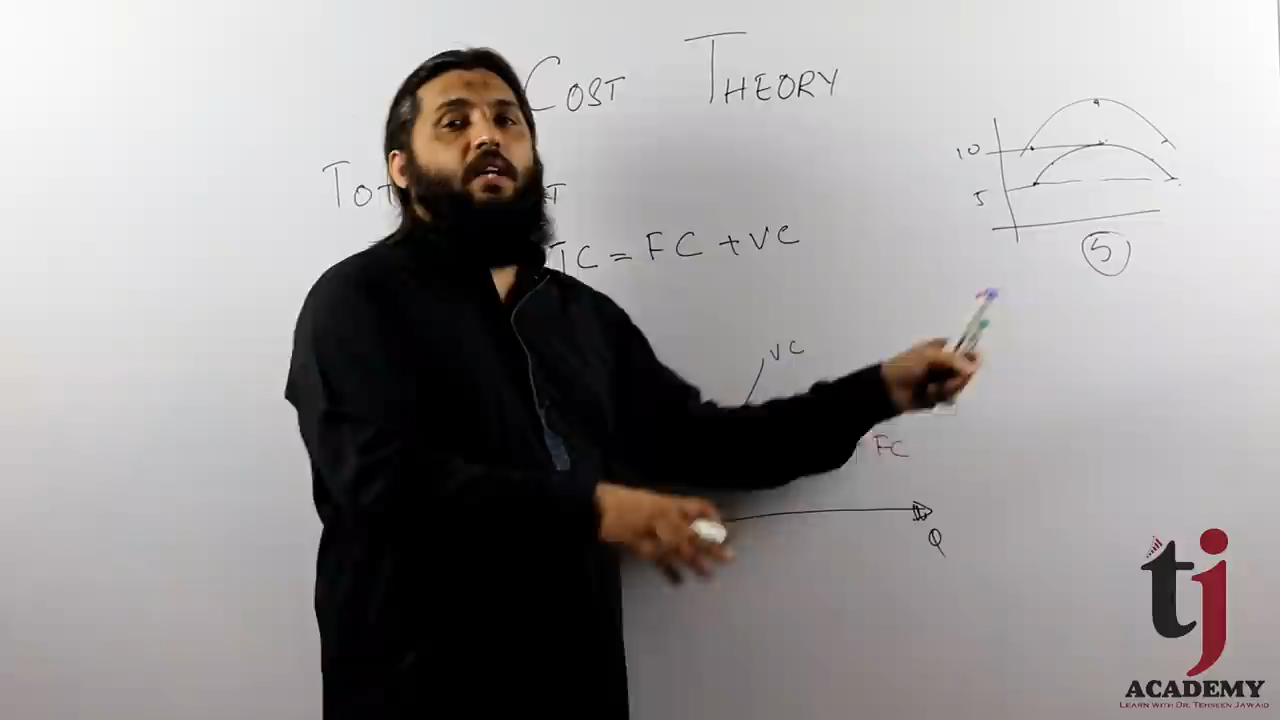 COST THEORY
TC = FC + VC
10
5
5
VC
FC
Q
tj
ACADEMY
LEARN WITH DR. TEHSEEN JAWAID